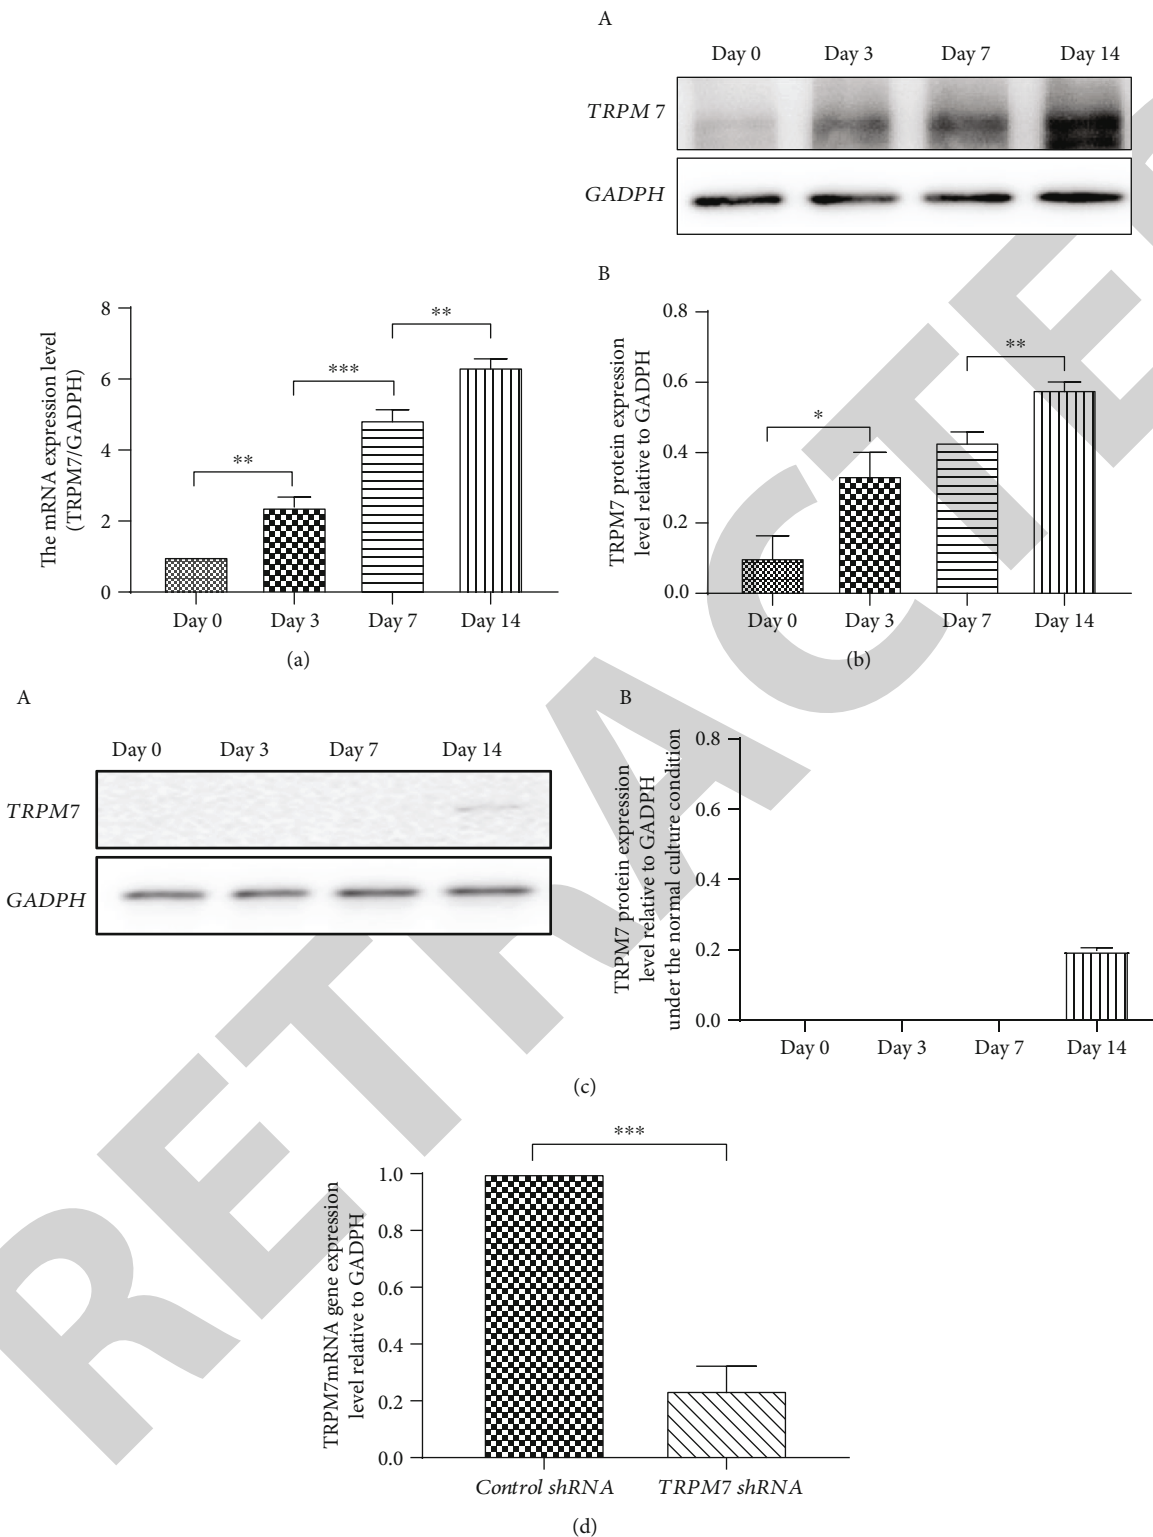 A
Day 0 Day 3 Day 7 Day 14
TRPM 7
GADPH
B
The mRNA expression level
(TRPM7/GADPH)
8
6
4
2
0
**
***
**
Day 0 Day 3 Day 7 Day 14
(a)
TRPM7 protein expression
level relative to GADPH
0.8
0.6
0.4
0.2
0.0
*
**
Day 0 Day 3 Day 7 Day 14
(b)
A
Day 0 Day 3 Day 7 Day 14
TRPM7
GADPH
B
TRPM7 protein expression
level relative to GADPH
under the normal culture condition
0.8
0.6
0.4
0.2
0.0
Day 0 Day 3 Day 7 Day 14
(c)
TRPM7mRNA gene expression
level relative to GADPH
1.0
0.8
0.6
0.4
0.2
0.0
***
Control shRNA TRPM7 shRNA
(d)
RETRACTE